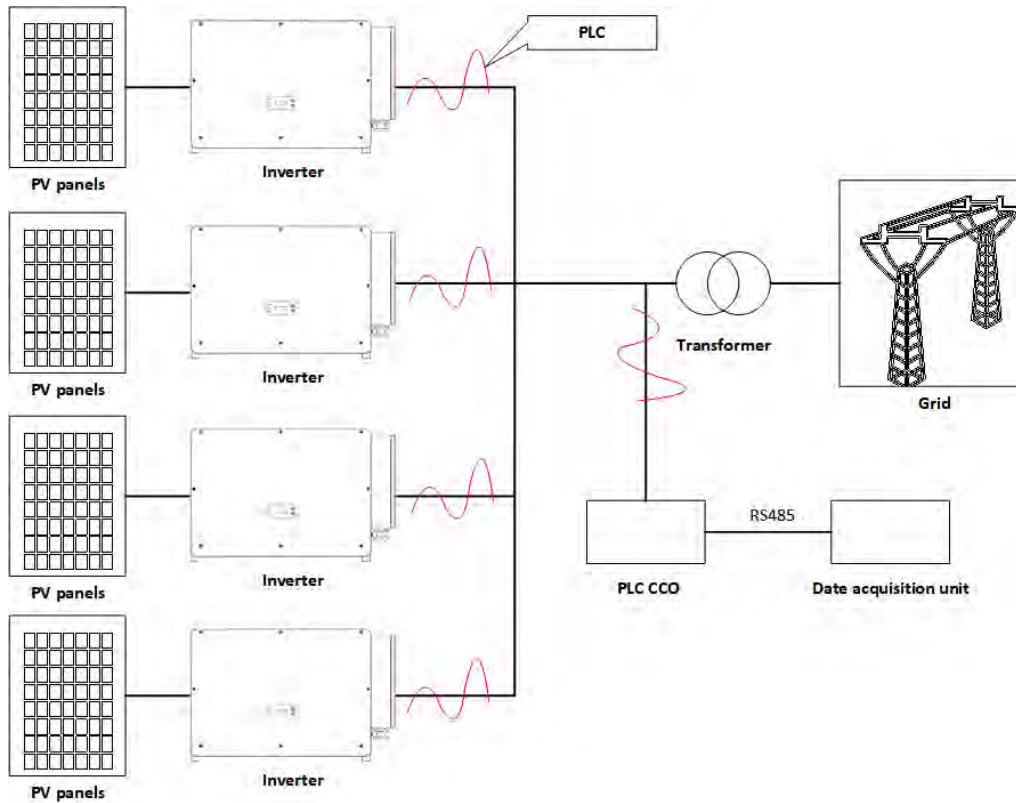 PLC
Inverter
PV panels
Inverter
PV panels
Transformer
Grid
Inverter
PV panels
RS485
PLC CCO
Date acquisition unit
Inverter
PV panels